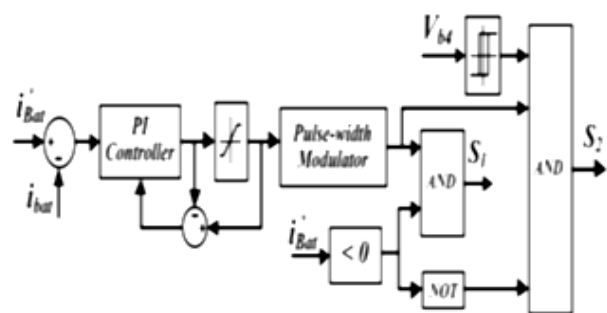 V_b4
i*_Bat
PI
Controller
Pulse-width
Modulator
S_1
S_2
AND
AND
i_bat
i*_Bat
< 0
NOT